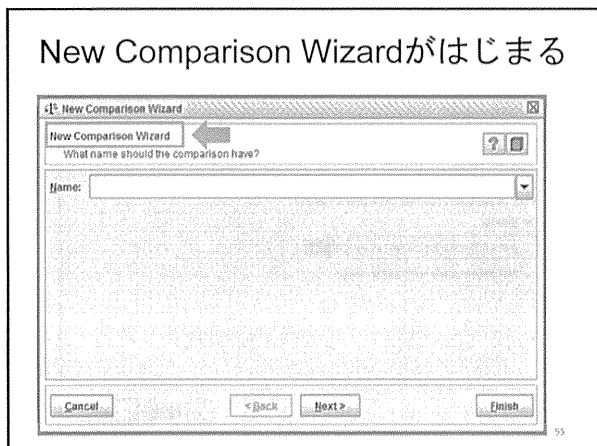 New Comparison Wizardがはじまる
New Comparison Wizard
New Comparison Wizard
What name should the comparison have?
Name:
Cancel
< Back
Next >
Finish
55